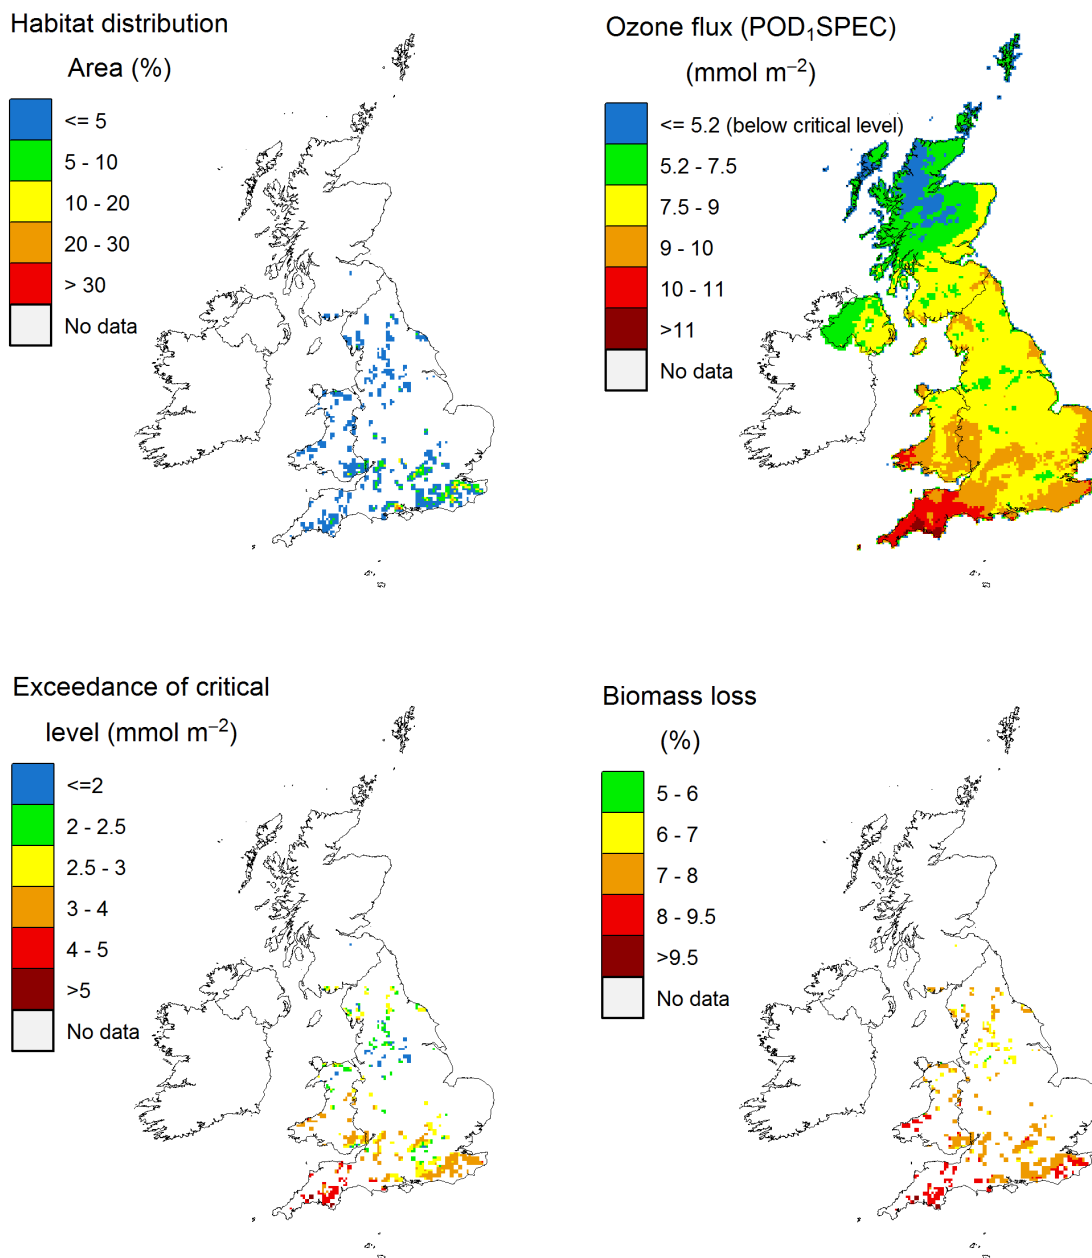 Habitat distribution
Area (%)
<= 5
5 - 10
10 - 20
20 - 30
> 30
No data
Ozone flux (POD₁SPEC)
(mmol m⁻²)
<= 5.2 (below critical level)
5.2 - 7.5
7.5 - 9
9 - 10
10 - 11
>11
No data
Exceedance of critical
level (mmol m⁻²)
<=2
2 - 2.5
2.5 - 3
3 - 4
4 - 5
>5
No data
Biomass loss
(%)
5 - 6
6 - 7
7 - 8
8 - 9.5
>9.5
No data